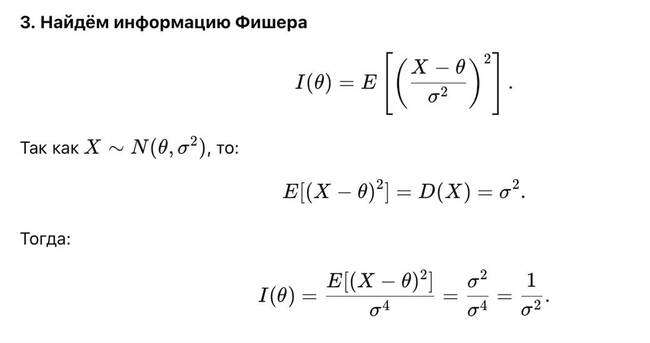 3. Найдём информацию Фишера
I(θ) = E[((X − θ)/σ²)²].
Так как X ∼ N(θ, σ²), то:
E[(X − θ)²] = D(X) = σ².
Тогда:
I(θ) = E[(X − θ)²]/σ⁴ = σ²/σ⁴ = 1/σ².